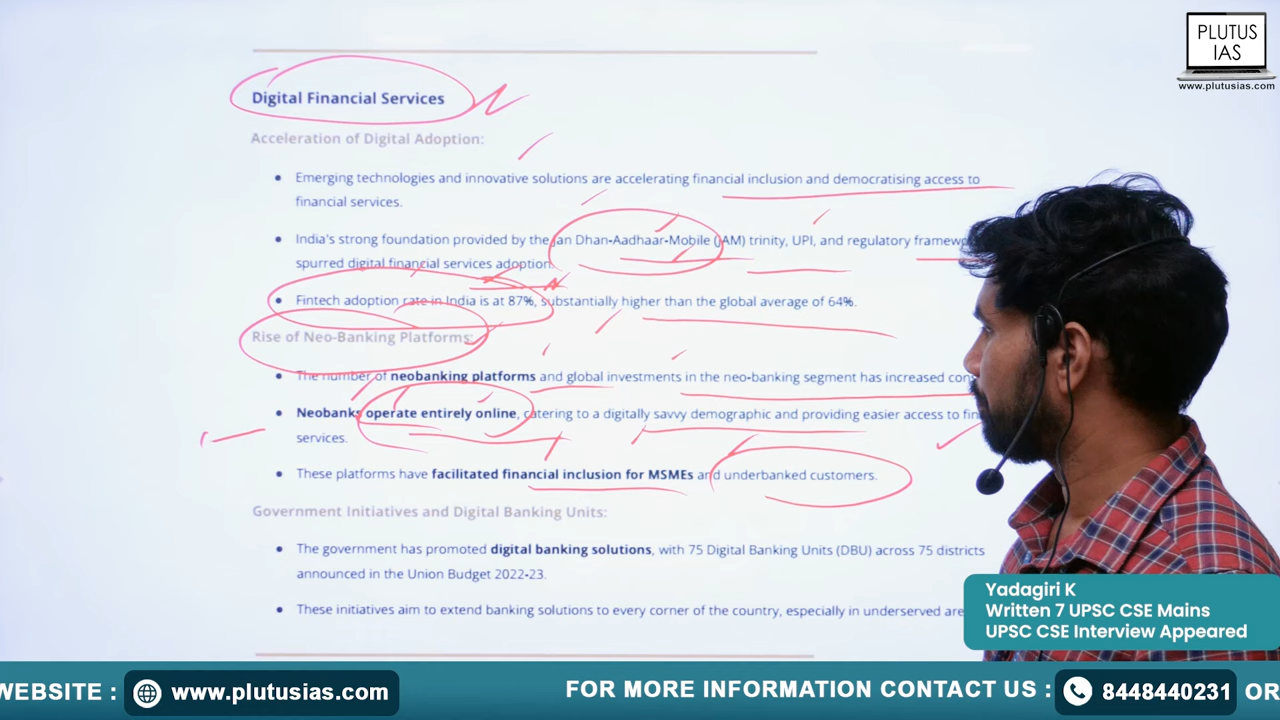 PLUTUS
IAS
www.plutusias.com
Digital Financial Services
Acceleration of Digital Adoption:
• Emerging technologies and innovative solutions are accelerating financial inclusion and democratising access to
financial services.
• India's strong foundation provided by the Jan Dhan-Aadhaar-Mobile (JAM) trinity, UPI, and regulatory framew
spurred digital financial services adoption.
• Fintech adoption rate in India is at 87%, substantially higher than the global average of 64%.
Rise of Neo-Banking Platforms:
• The number of neobanking platforms and global investments in the neo-banking segment has increased con
• Neobanks operate entirely online, catering to a digitally savvy demographic and providing easier access to fin
services.
• These platforms have facilitated financial inclusion for MSMEs and underbanked customers.
Government Initiatives and Digital Banking Units:
• The government has promoted digital banking solutions, with 75 Digital Banking Units (DBU) across 75 districts
announced in the Union Budget 2022-23.
• These initiatives aim to extend banking solutions to every corner of the country, especially in underserved are
Yadagiri K
Written 7 UPSC CSE Mains
UPSC CSE Interview Appeared
WEBSITE : www.plutusias.com FOR MORE INFORMATION CONTACT US : 8448440231 OR